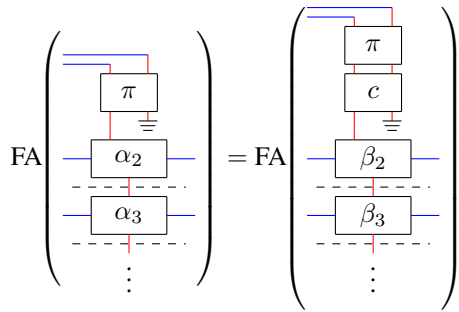 FA ( π α₂ α₃ ⋮ ) = FA ( π c β₂ β₃ ⋮ )